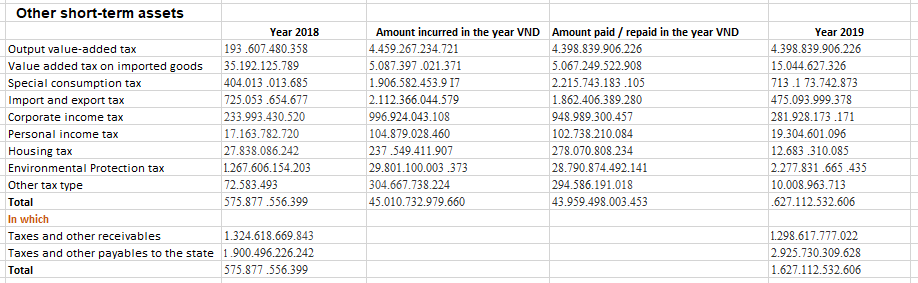 Other short-term assets
Year 2018 Amount incurred in the year VND Amount paid / repaid in the year VND Year 2019
Output value-added tax 193 .607.480.358 4.459.267.234.721 4.398.839.906.226 4.398.839.906.226
Value added tax on imported goods 35.192.125.789 5.087.397 .021.371 5.067.249.522.908 15.044.627.326
Special consumption tax 404.013 .013.685 1.906.582.453.9 I7 2.215.743.183 .105 713 .1 73.742.873
Import and export tax 725.053 .654.677 2.112.366.044.579 1.862.406.389.280 475.093.999.378
Corporate income tax 233.993.430.520 996.924.043.108 948.989.300.457 281.928.173 .171
Personal income tax 17.163.782.720 104.879.028.460 102.738.210.084 19.304.601.096
Housing tax 27.838.086.242 237 .549.411.907 278.070.808.234 12.683 .310.085
Environmental Protection tax 1.267.606.154.203 29.801.100.003 .373 28.790.874.492.141 2.277.831 .665 .435
Other tax type 72.583.493 304.667.738.224 294.586.191.018 10.008.963.713
Total 575.877 .556.399 45.010.732.979.660 43.959.498.003.453 .627.112.532.606
In which
Taxes and other receivables 1.324.618.669.843 1.298.617.777.022
Taxes and other payables to the state 1 .900.496.226.242 2.925.730.309.628
Total 575.877 .556.399 1.627.112.532.606